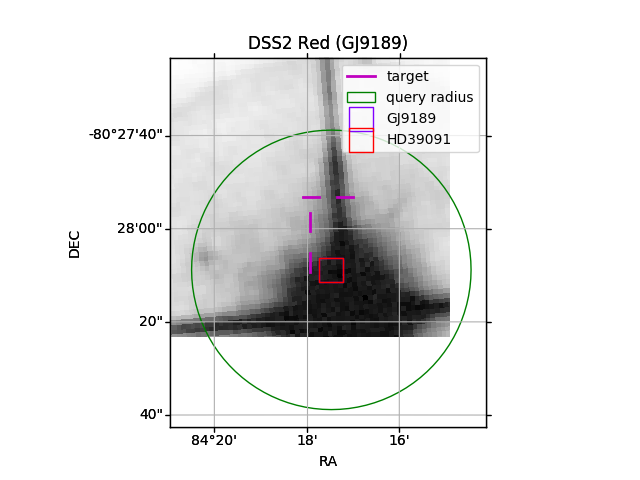 DSS2 Red (GJ9189)
target
query radius
GJ9189
HD39091
-80°27'40"
28'00"
20"
40"
DEC
84°20'
18'
16'
RA